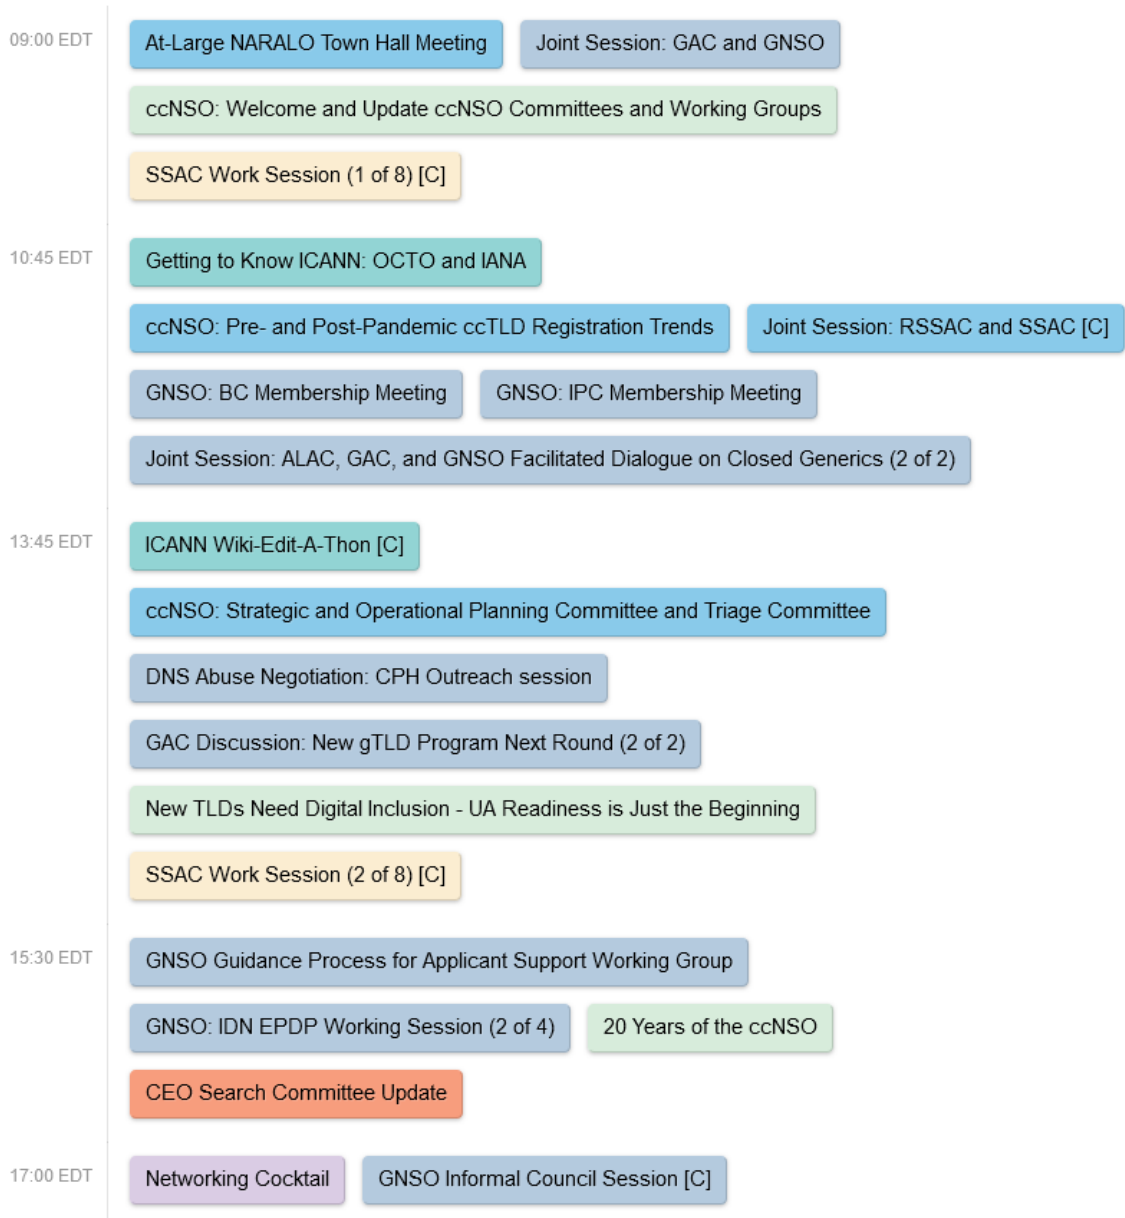 09:00 EDT
At-Large NARALO Town Hall Meeting
Joint Session: GAC and GNSO
ccNSO: Welcome and Update ccNSO Committees and Working Groups
SSAC Work Session (1 of 8) [C]
10:45 EDT
Getting to Know ICANN: OCTO and IANA
ccNSO: Pre- and Post-Pandemic ccTLD Registration Trends
Joint Session: RSSAC and SSAC [C]
GNSO: BC Membership Meeting
GNSO: IPC Membership Meeting
Joint Session: ALAC, GAC, and GNSO Facilitated Dialogue on Closed Generics (2 of 2)
13:45 EDT
ICANN Wiki-Edit-A-Thon [C]
ccNSO: Strategic and Operational Planning Committee and Triage Committee
DNS Abuse Negotiation: CPH Outreach session
GAC Discussion: New gTLD Program Next Round (2 of 2)
New TLDs Need Digital Inclusion - UA Readiness is Just the Beginning
SSAC Work Session (2 of 8) [C]
15:30 EDT
GNSO Guidance Process for Applicant Support Working Group
GNSO: IDN EPDP Working Session (2 of 4)
20 Years of the ccNSO
CEO Search Committee Update
17:00 EDT
Networking Cocktail
GNSO Informal Council Session [C]